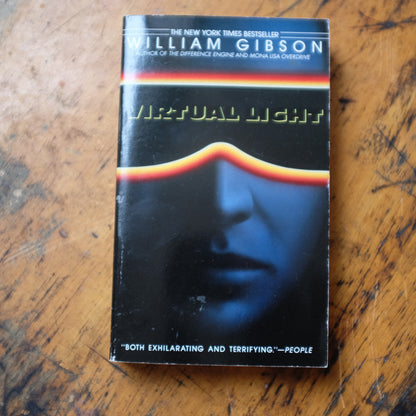 THE NEW YORK TIMES BESTSELLER
WILLIAM GIBSON
AUTHOR OF THE DIFFERENCE ENGINE AND MONA LISA OVERDRIVE
VIRTUAL LIGHT
"BOTH EXHILARATING AND TERRIFYING."—PEOPLE